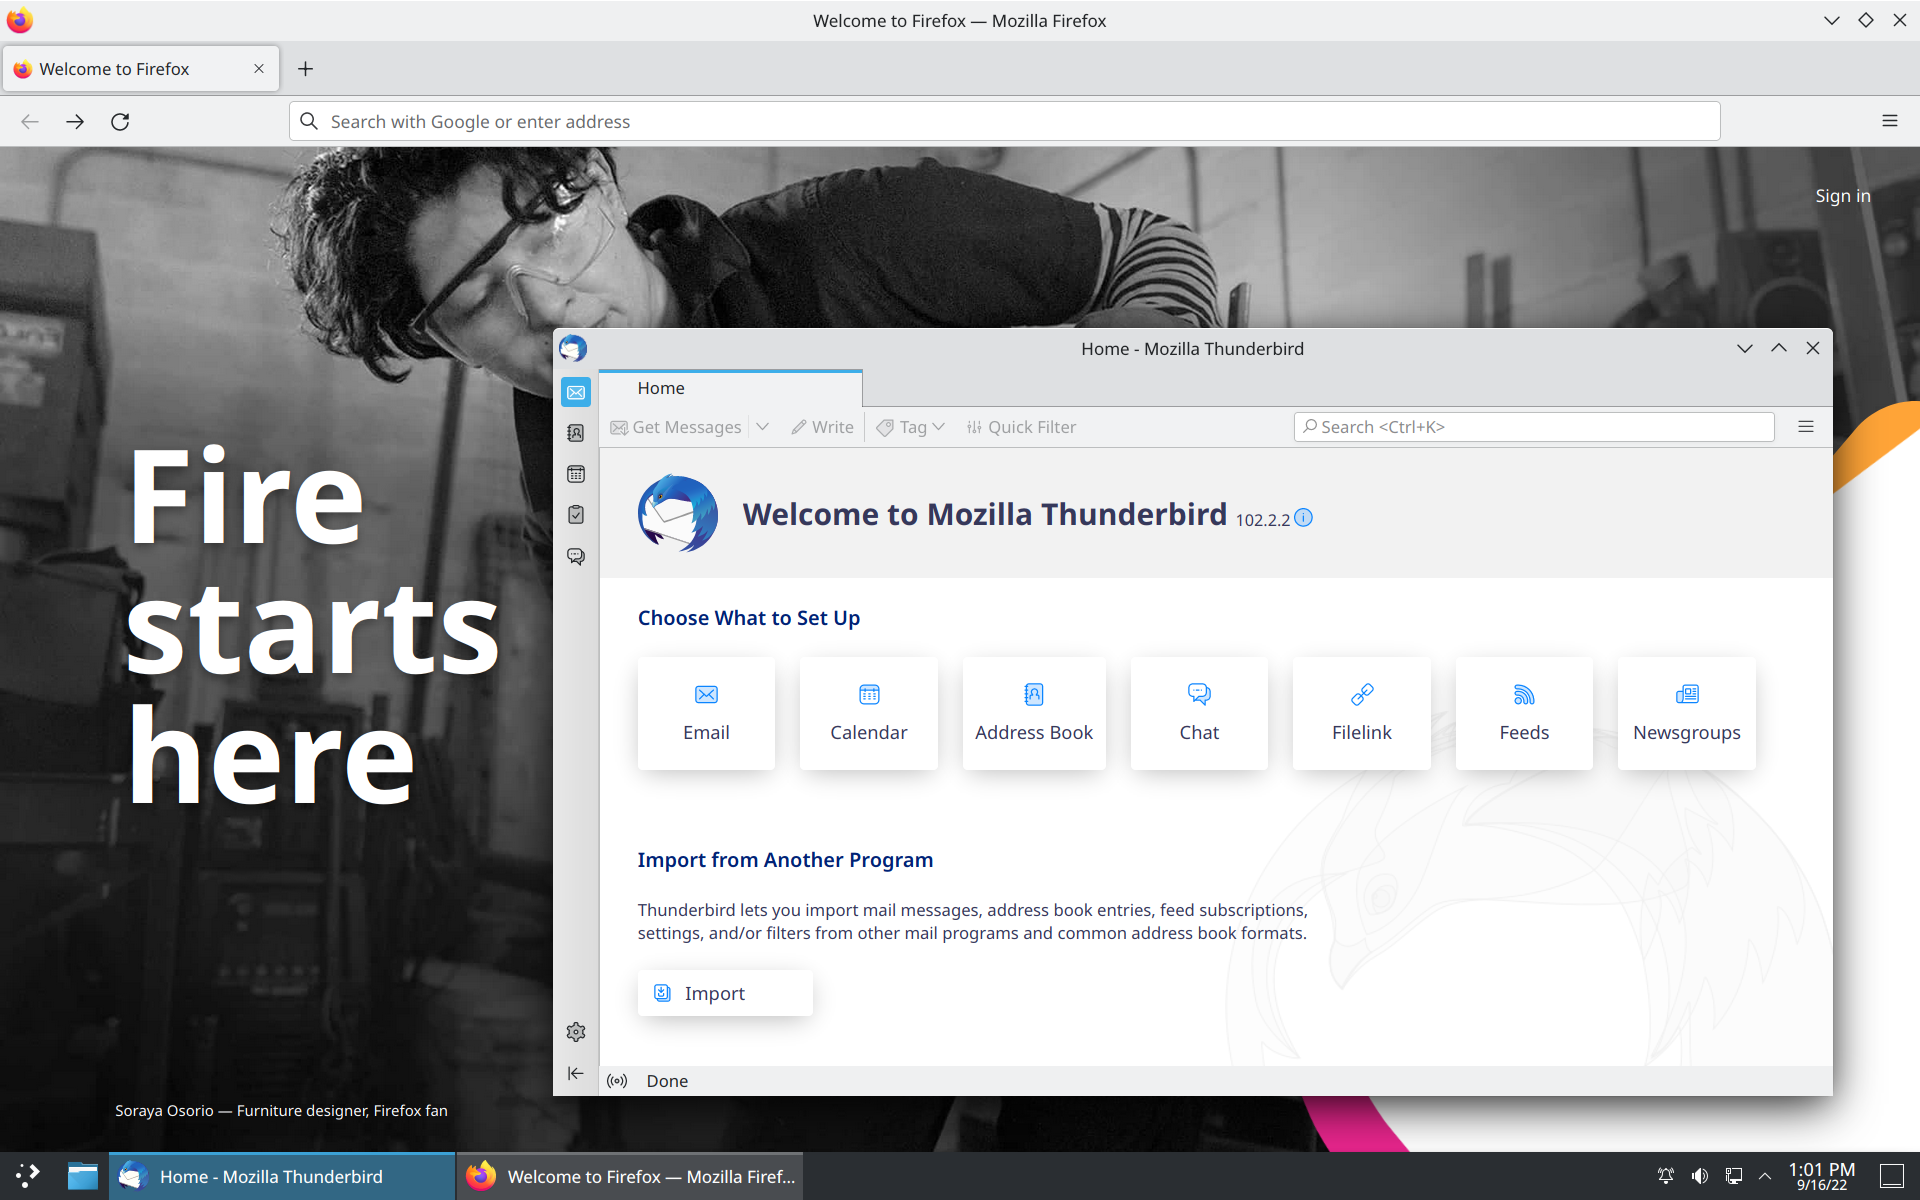 Welcome to Firefox — Mozilla Firefox
Welcome to Firefox
Search with Google or enter address
Sign in
Fire
starts
here
Soraya Osorio — Furniture designer, Firefox fan
Home - Mozilla Thunderbird
Home
Get Messages Write Tag Quick Filter Search <Ctrl+K>
Welcome to Mozilla Thunderbird 102.2.2
Choose What to Set Up
Email Calendar Address Book Chat Filelink Feeds Newsgroups
Import from Another Program
Thunderbird lets you import mail messages, address book entries, feed subscriptions,
settings, and/or filters from other mail programs and common address book formats.
Import
Done
Home - Mozilla Thunderbird Welcome to Firefox — Mozilla Firef... 1:01 PM
9/16/22